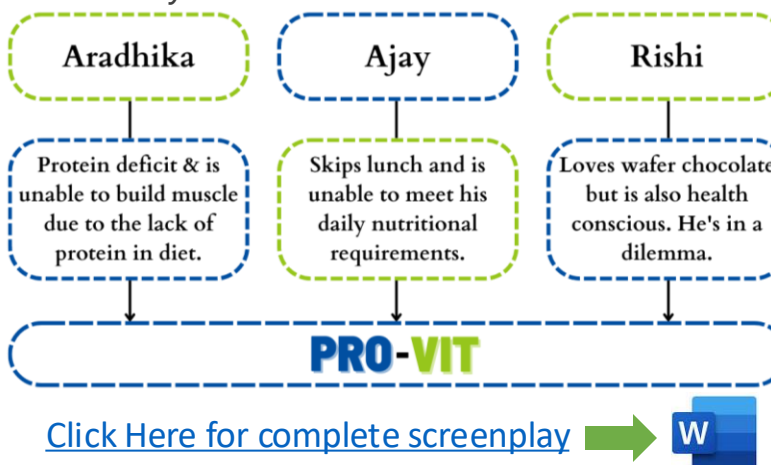 Aradhika
Ajay
Rishi
Protein deficit & is
unable to build muscle
due to the lack of
protein in diet.
Skips lunch and is
unable to meet his
daily nutritional
requirements.
Loves wafer chocolate
but is also health
conscious. He's in a
dilemma.
PRO-VIT
Click Here for complete screenplay
W